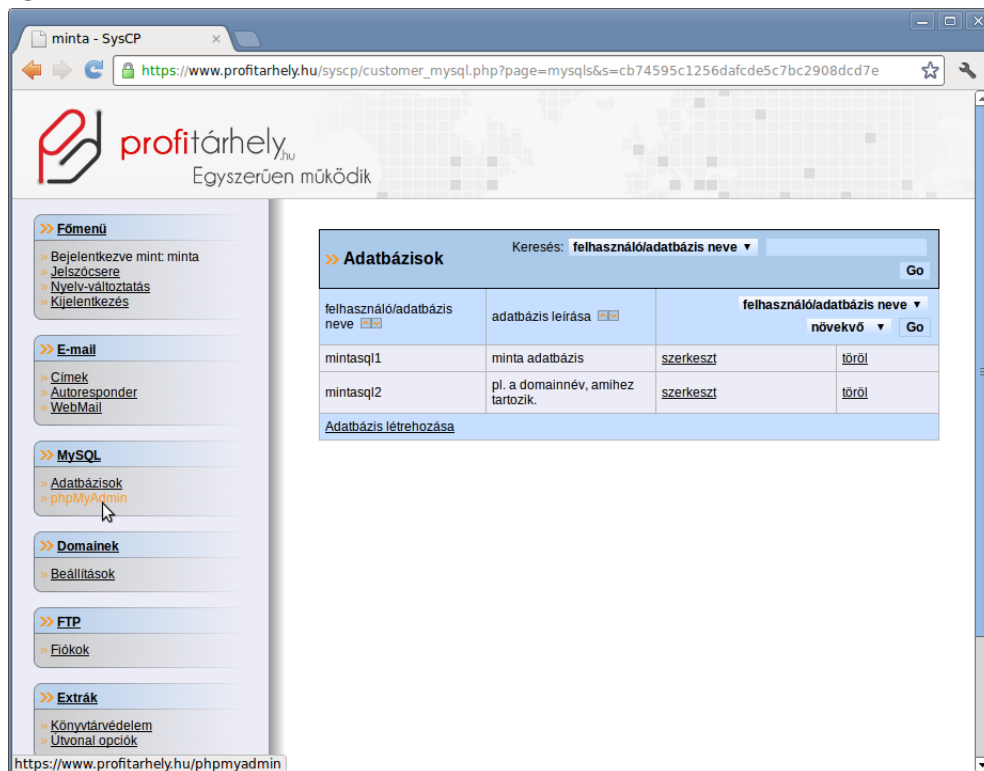 minta - SysCP
https://www.profitarhely.hu/syscp/customer_mysql.php?page=mysqls&s=cb74595c1256dafcde5c7bc2908dcd7e
profitárhely.hu
Egyszerűen működik
Főmenü
Bejelentkezve mint: minta
Jelszócsere
Nyelv-változtatás
Kijelentkezés
E-mail
Címek
Autoresponder
WebMail
MySQL
Adatbázisok
phpMyAdmin
Domainek
Beállítások
FTP
Fiókok
Extrák
Könyvtárvédelem
Útvonal opciók
Adatbázisok
Keresés: felhasználó/adatbázis neve
Go
felhasználó/adatbázis
neve
adatbázis leírása
felhasználó/adatbázis neve
növekvő Go
mintasql1 minta adatbázis szerkeszt töröl
mintasql2 pl. a domainnév, amihez
tartozik. szerkeszt töröl
Adatbázis létrehozása
https://www.profitarhely.hu/phpmyadmin